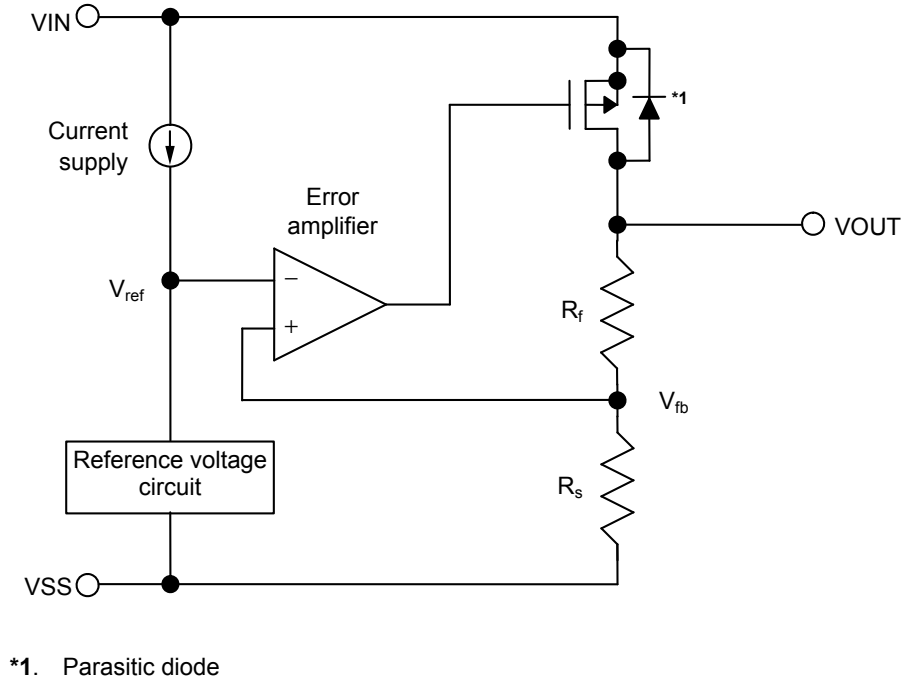 VIN
*1
Current
supply
Error
amplifier
VOUT
Vref
−
+
Rf
Vfb
Reference voltage
circuit
Rs
VSS
*1. Parasitic diode